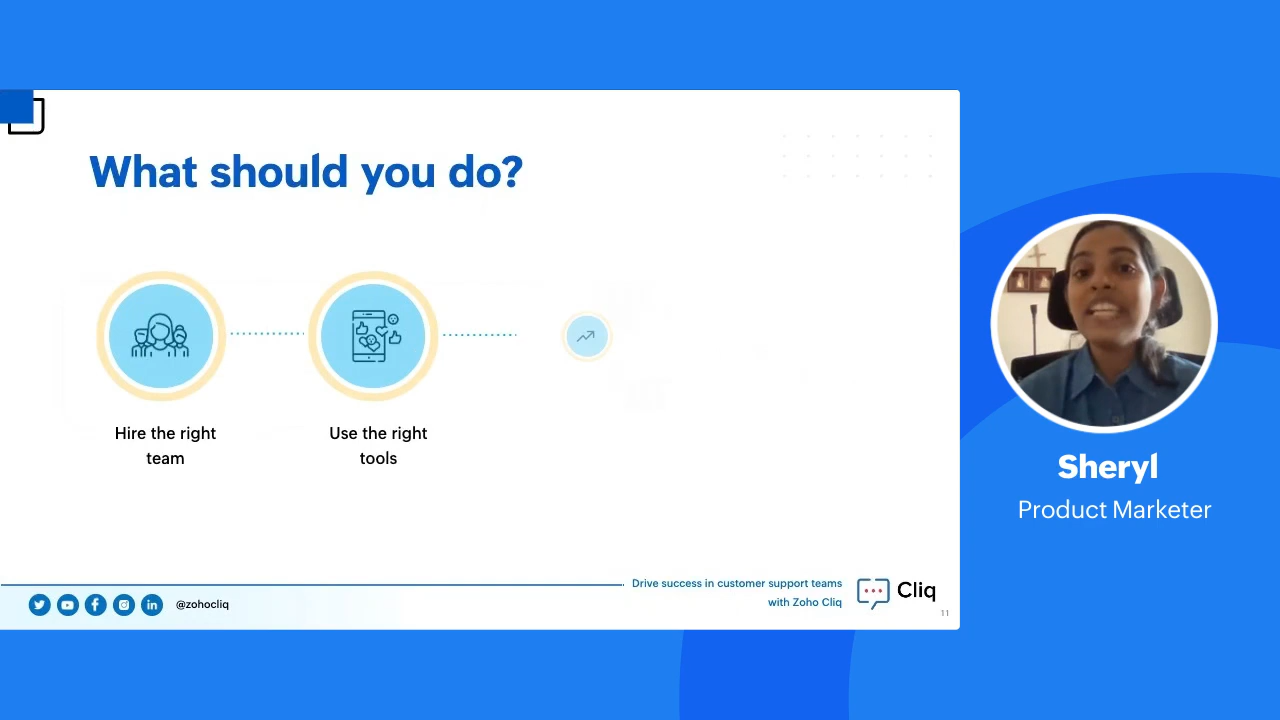 What should you do?
Hire the right
team
Use the right
tools
Drive success in customer support teams
with Zoho Cliq
Cliq
@zohocliq
11
Sheryl
Product Marketer